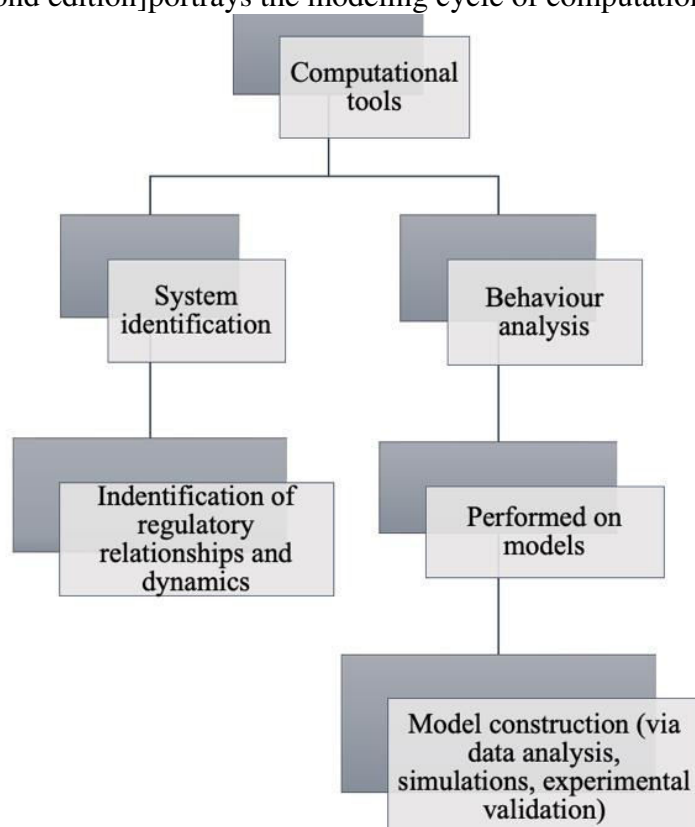 ond edition]portrays the modeling cycle of computation
Computational
tools
System
identification
Behaviour
analysis
Indentification of
regulatory
relationships and
dynamics
Performed on
models
Model construction (via
data analysis,
simulations, experimental
validation)